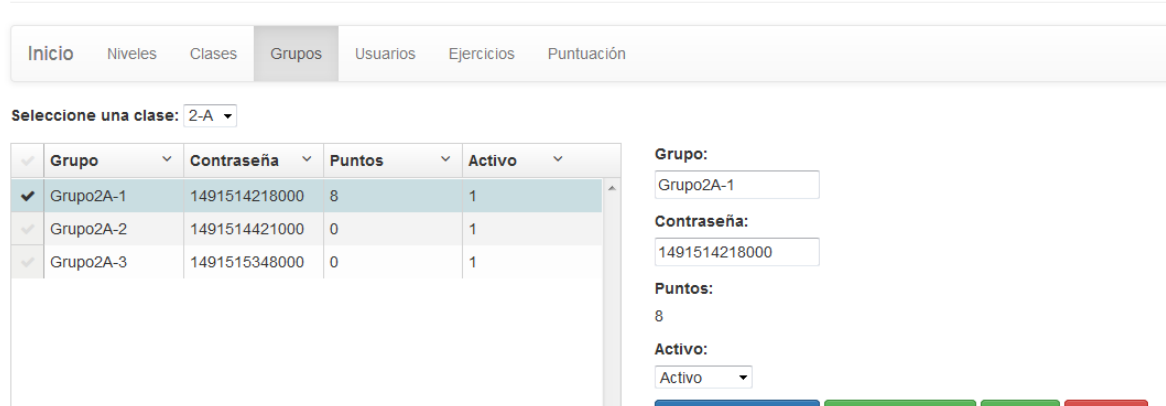 Inicio Niveles Clases Grupos Usuarios Ejercicios Puntuación
Seleccione una clase: 2-A
Grupo Contraseña Puntos Activo
Grupo2A-1 1491514218000 8 1
Grupo2A-2 1491514421000 0 1
Grupo2A-3 1491515348000 0 1
Grupo:
Grupo2A-1
Contraseña:
1491514218000
Puntos:
8
Activo:
Activo